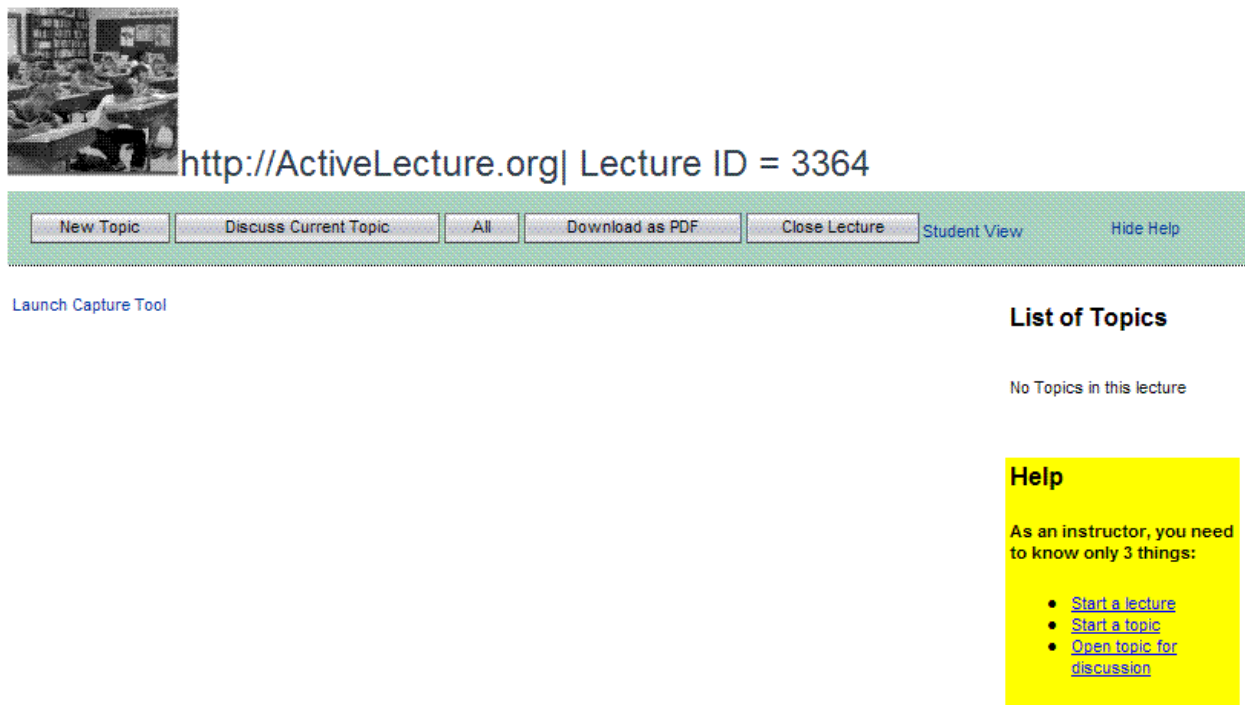 http://ActiveLecture.org| Lecture ID = 3364
New Topic Discuss Current Topic All Download as PDF Close Lecture Student View Hide Help
Launch Capture Tool
List of Topics
No Topics in this lecture
Help
As an instructor, you need
to know only 3 things:
• Start a lecture
• Start a topic
• Open topic for
discussion